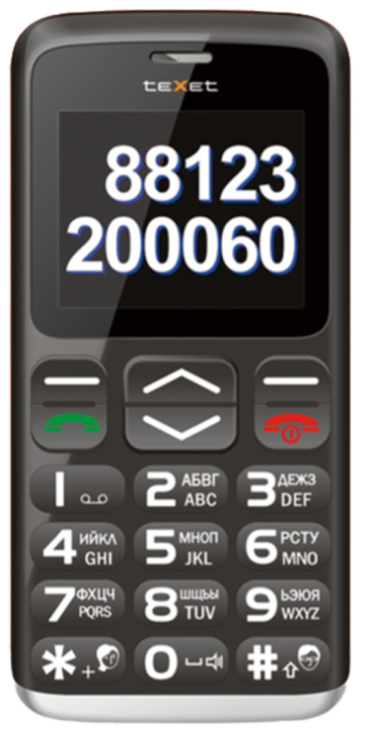 teXet
88123
200060
1
2 АБВГ ABC
3 ДЕЖЗ DEF
4 ИЙКЛ GHI
5 МНОП JKL
6 РСТУ MNO
7 ФХЦЧ PQRS
8 ШЩЬЫ TUV
9 ЬЭЮЯ WXYZ
* +
0
#